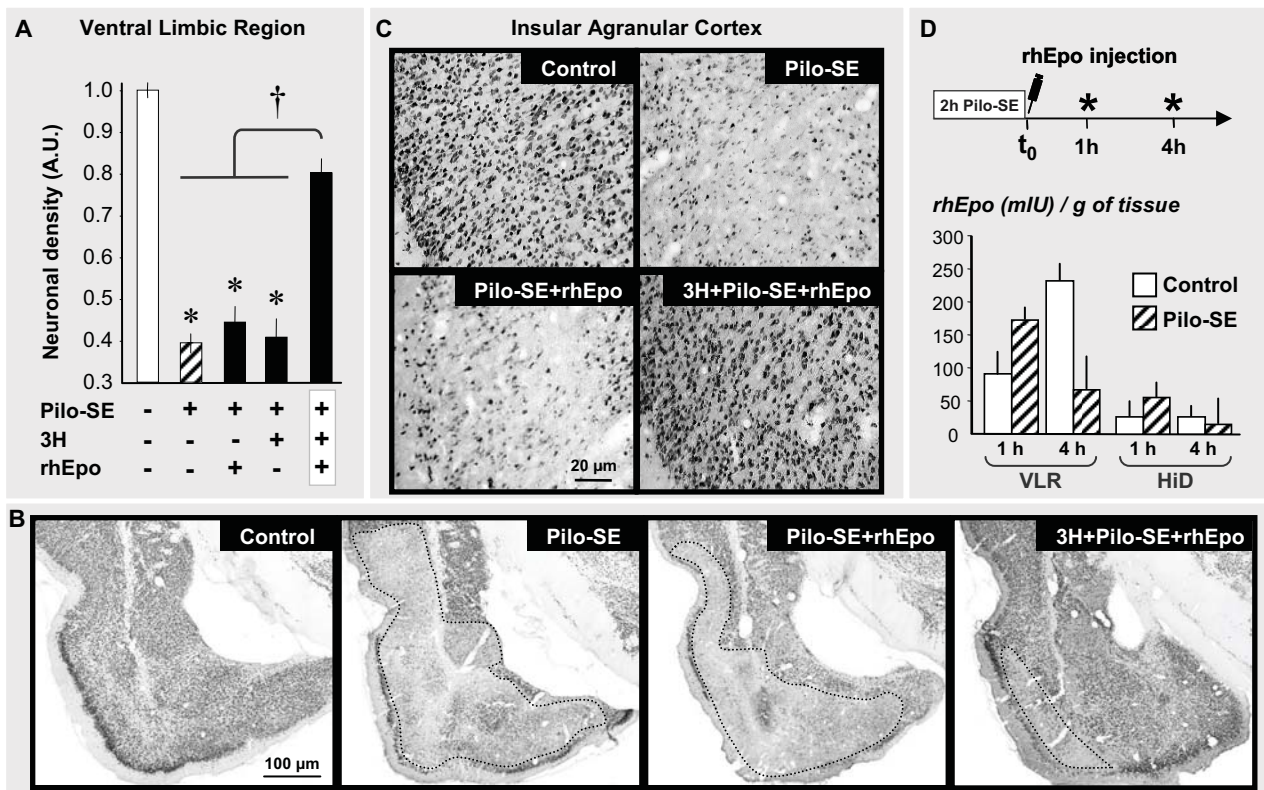 A Ventral Limbic Region
Neuronal density (A.U.)
1.0
0.9
0.8
0.7
0.6
0.5
0.4
0.3
†
* * *
Pilo-SE - + + + +
3H - - - + +
rhEpo - - + - +
C Insular Agranular Cortex
Control
Pilo-SE
Pilo-SE+rhEpo
3H+Pilo-SE+rhEpo
20 µm
D
rhEpo injection
2h Pilo-SE
* *
t0 1h 4h
rhEpo (mIU) / g of tissue
300
250
200
150
100
50
0
Control
Pilo-SE
1 h 4 h 1 h 4 h
VLR HiD
B
Control
Pilo-SE
Pilo-SE+rhEpo
3H+Pilo-SE+rhEpo
100 µm